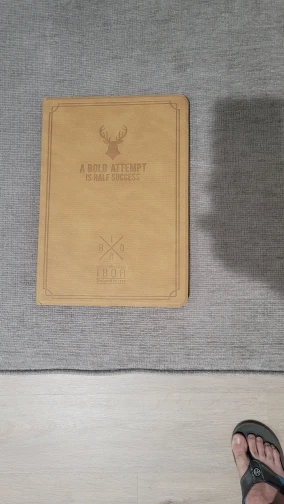 A BOLD ATTEMPT
IS HALF SUCCESS